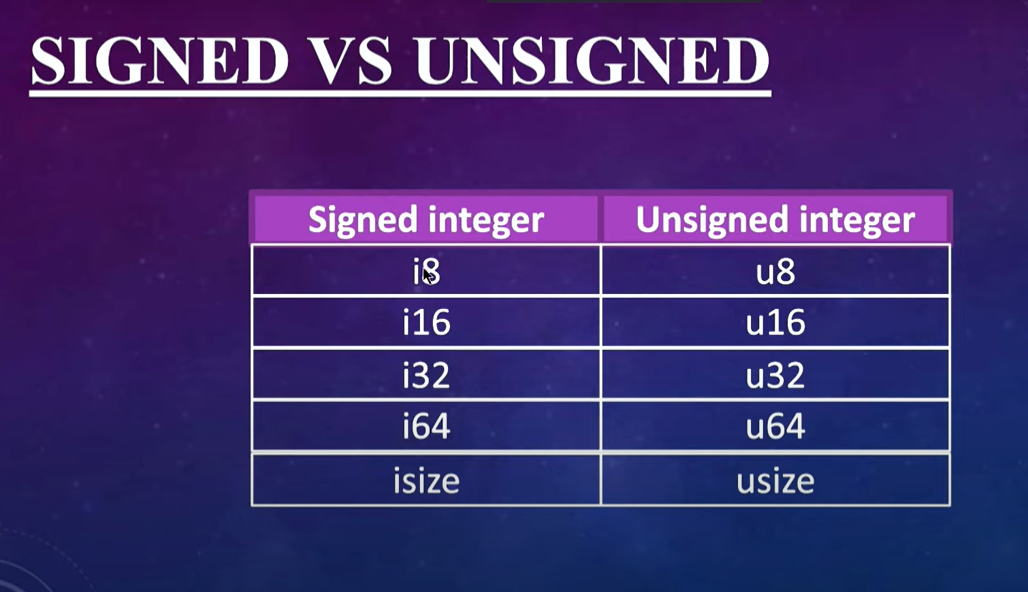 SIGNED VS UNSIGNED
Signed integer Unsigned integer
i8 u8
i16 u16
i32 u32
i64 u64
isize usize